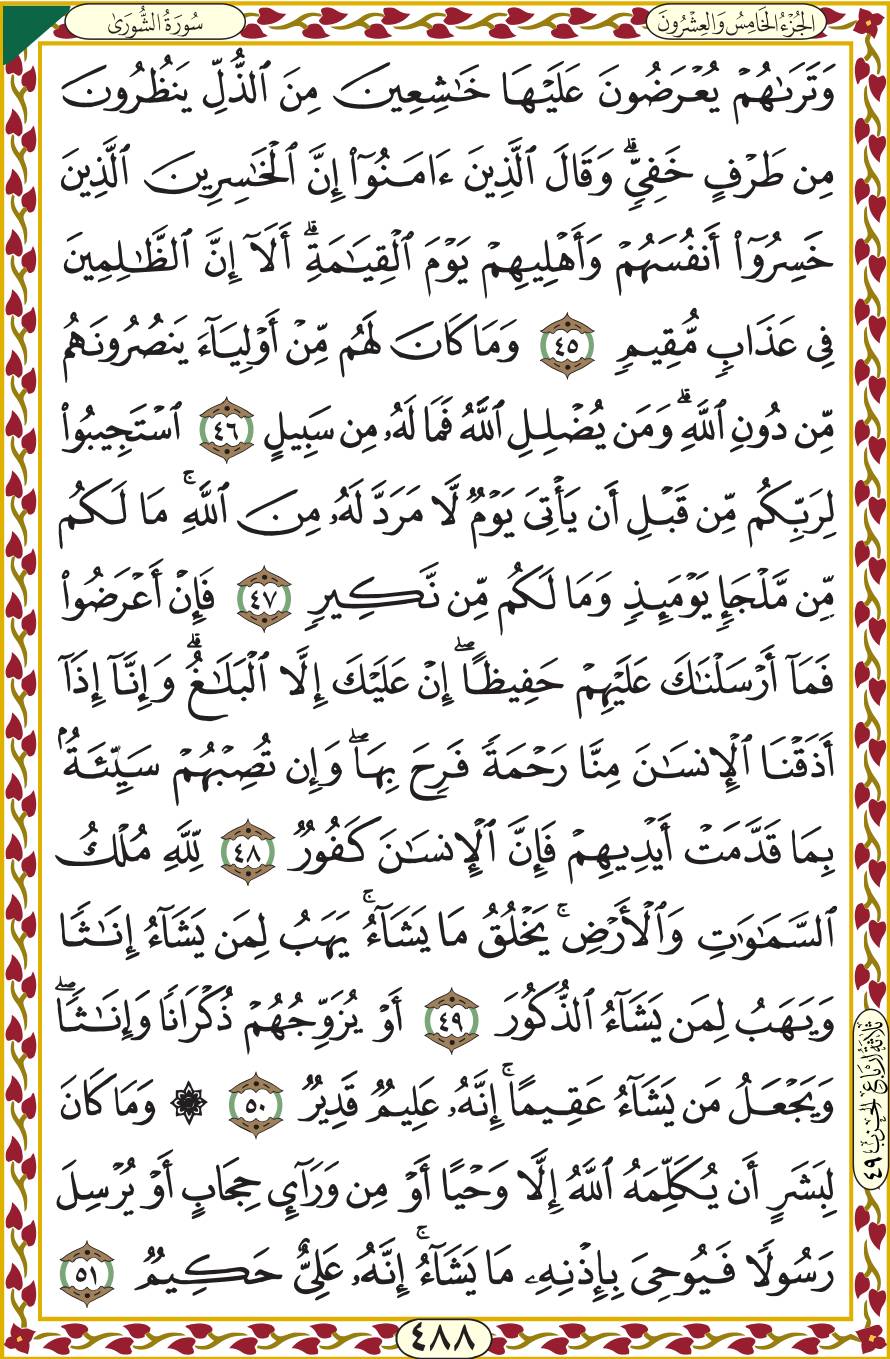 الجُزْءُ الخَامِسُ وَالعِشْرُونَ
سُورَةُ الشُّورَىٰ
وَتَرَىٰهُمْ يُعْرَضُونَ عَلَيْهَا خَـٰشِعِينَ مِنَ ٱلذُّلِّ يَنظُرُونَ
مِن طَرْفٍ خَفِىٍّ ۗ وَقَالَ ٱلَّذِينَ ءَامَنُوٓا۟ إِنَّ ٱلْخَـٰسِرِينَ ٱلَّذِينَ
خَسِرُوٓا۟ أَنفُسَهُمْ وَأَهْلِيهِمْ يَوْمَ ٱلْقِيَـٰمَةِ ۗ أَلَآ إِنَّ ٱلظَّـٰلِمِينَ
فِى عَذَابٍ مُّقِيمٍ ٤٥ وَمَا كَانَ لَهُم مِّنْ أَوْلِيَآءَ يَنصُرُونَهُم
مِّن دُونِ ٱللَّهِ ۗ وَمَن يُضْلِلِ ٱللَّهُ فَمَا لَهُۥ مِن سَبِيلٍ ٤٦ ٱسْتَجِيبُوا۟
لِرَبِّكُم مِّن قَبْلِ أَن يَأْتِىَ يَوْمٌ لَّا مَرَدَّ لَهُۥ مِنَ ٱللَّهِ ۚ مَا لَكُم
مِّن مَّلْجَإٍ يَوْمَئِذٍ وَمَا لَكُم مِّن نَّكِيرٍ ٤٧ فَإِنْ أَعْرَضُوا۟
فَمَآ أَرْسَلْنَـٰكَ عَلَيْهِمْ حَفِيظًا ۖ إِنْ عَلَيْكَ إِلَّا ٱلْبَلَـٰغُ ۗ وَإِنَّآ إِذَآ
أَذَقْنَا ٱلْإِنسَـٰنَ مِنَّا رَحْمَةً فَرِحَ بِهَا ۖ وَإِن تُصِبْهُمْ سَيِّئَةٌۢ
بِمَا قَدَّمَتْ أَيْدِيهِمْ فَإِنَّ ٱلْإِنسَـٰنَ كَفُورٌ ٤٨ لِّلَّهِ مُلْكُ
ٱلسَّمَـٰوَٰتِ وَٱلْأَرْضِ ۚ يَخْلُقُ مَا يَشَآءُ ۚ يَهَبُ لِمَن يَشَآءُ إِنَـٰثًا
وَيَهَبُ لِمَن يَشَآءُ ٱلذُّكُورَ ٤٩ أَوْ يُزَوِّجُهُمْ ذُكْرَانًا وَإِنَـٰثًا ۖ
وَيَجْعَلُ مَن يَشَآءُ عَقِيمًا ۚ إِنَّهُۥ عَلِيمٌ قَدِيرٌ ٥٠ ۞ وَمَا كَانَ
لِبَشَرٍ أَن يُكَلِّمَهُ ٱللَّهُ إِلَّا وَحْيًا أَوْ مِن وَرَآئِ حِجَابٍ أَوْ يُرْسِلَ
رَسُولًا فَيُوحِىَ بِإِذْنِهِۦ مَا يَشَآءُ ۚ إِنَّهُۥ عَلِىٌّ حَكِيمٌ ٥١
ثَلَاثَةُ أَرْبَاعِ الحِزْبِ ٤٩
٤٨٨